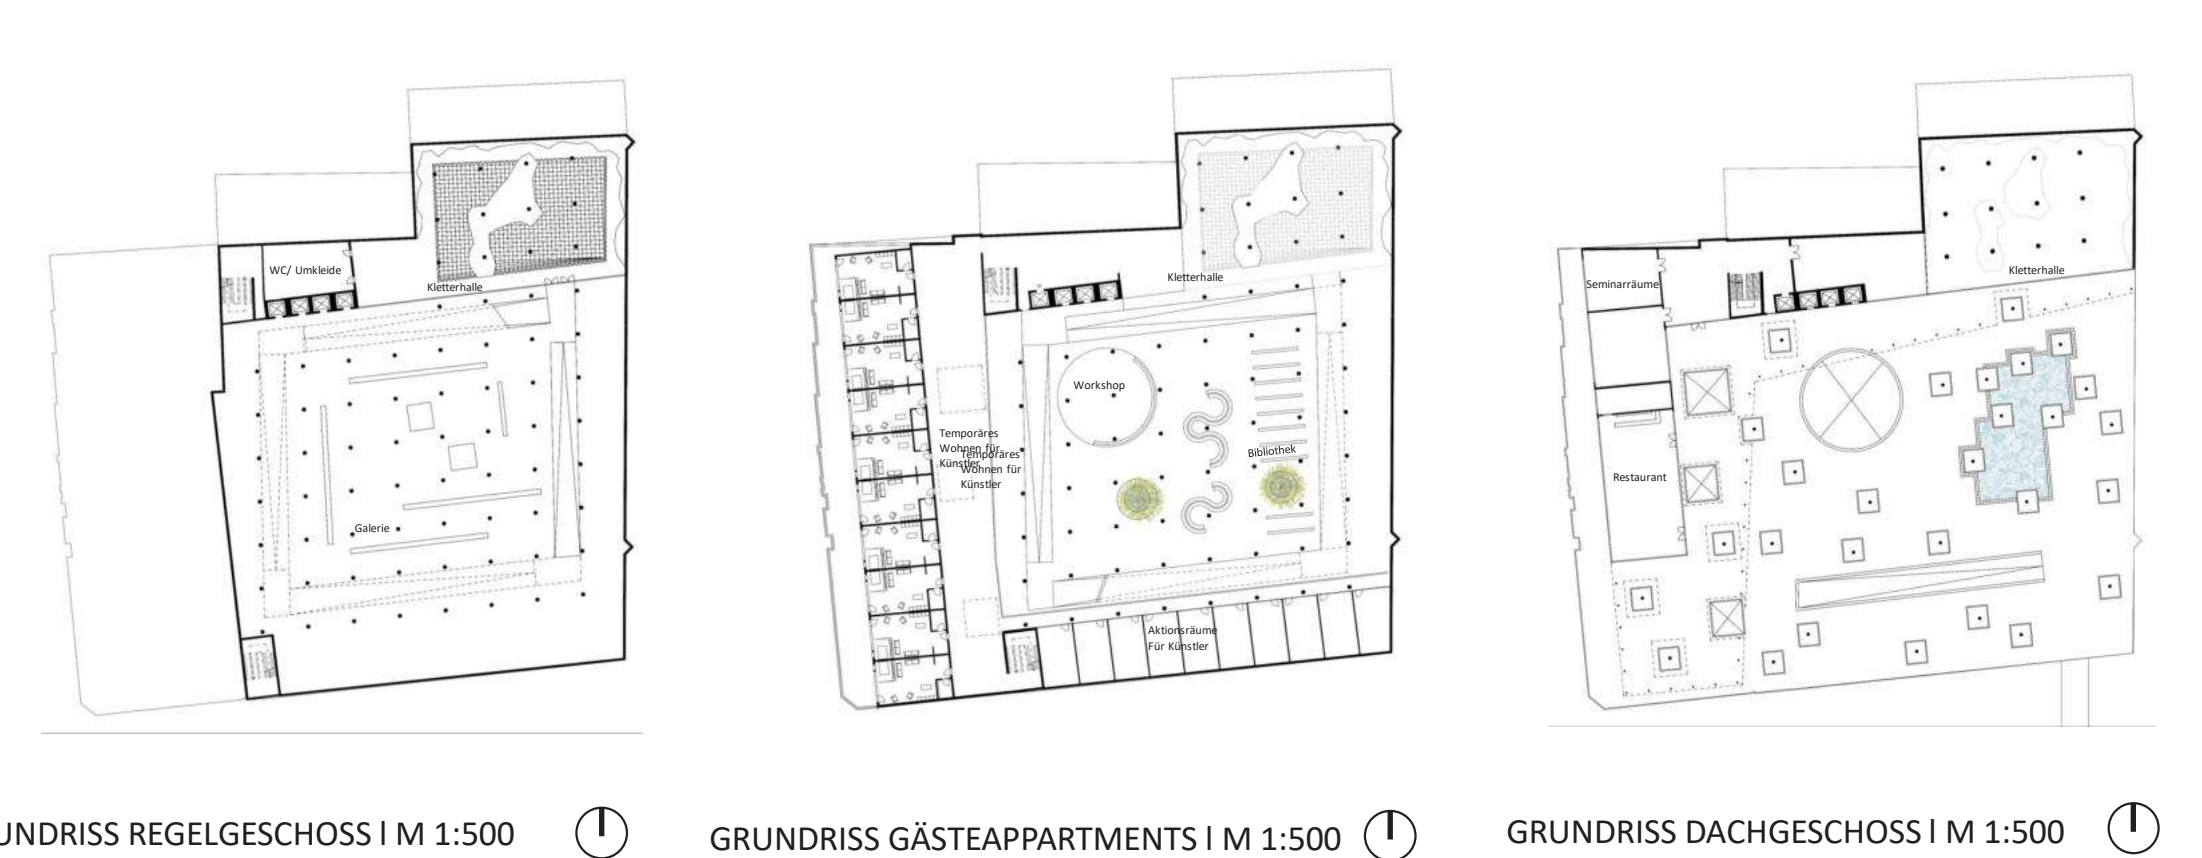 WC/ Umkleide
Kletterhalle
Galerie
UNDRISS REGELGESCHOSS l M 1:500
Kletterhalle
Workshop
Temporäres
Wohnen für
Künstler
Temporäres
Wohnen für
Künstler
Bibliothek
Aktionsräume
Für Künstler
GRUNDRISS GÄSTEAPPARTMENTS l M 1:500
Kletterhalle
Seminarräume
Restaurant
GRUNDRISS DACHGESCHOSS l M 1:500